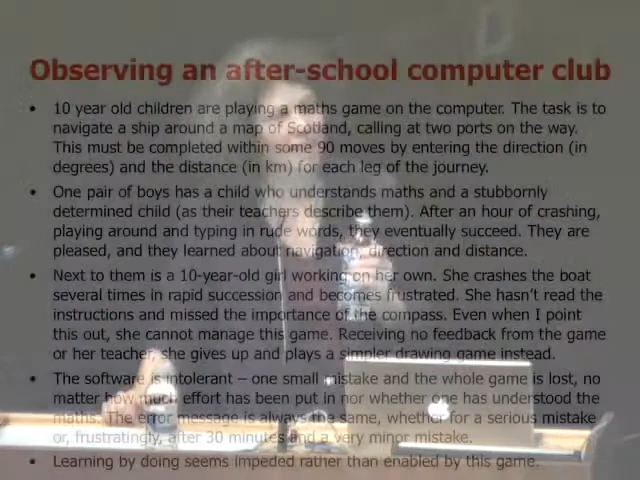 Observing an after-school computer club
• 10 year old children are playing a maths game on the computer. The task is to
navigate a ship around a map of Scotland, calling at two ports on the way.
This must be completed within some 90 moves by entering the direction (in
degrees) and the distance (in km) for each leg of the journey.
• One pair of boys has a child who understands maths and a stubbornly
determined child (as their teachers describe them). After an hour of crashing,
playing around and typing in rude words, they eventually succeed. They are
pleased, and they learned about navigation, direction and distance.
• Next to them is a 10-year-old girl working on her own. She crashes the boat
several times in rapid succession and becomes frustrated. She hasn't read the
instructions and missed the importance of the compass. Even when I point
this out, she cannot manage this game. Receiving no feedback from the game
or her teacher, she gives up and plays a simpler drawing game instead.
• The software is intolerant – one small mistake and the whole game is lost, no
matter how much effort has been put in nor whether one has understood the
maths. The error message is always the same, whether for a serious mistake
or, frustratingly, after 30 minutes and a very minor mistake.
• Learning by doing seems impeded rather than enabled by this game.